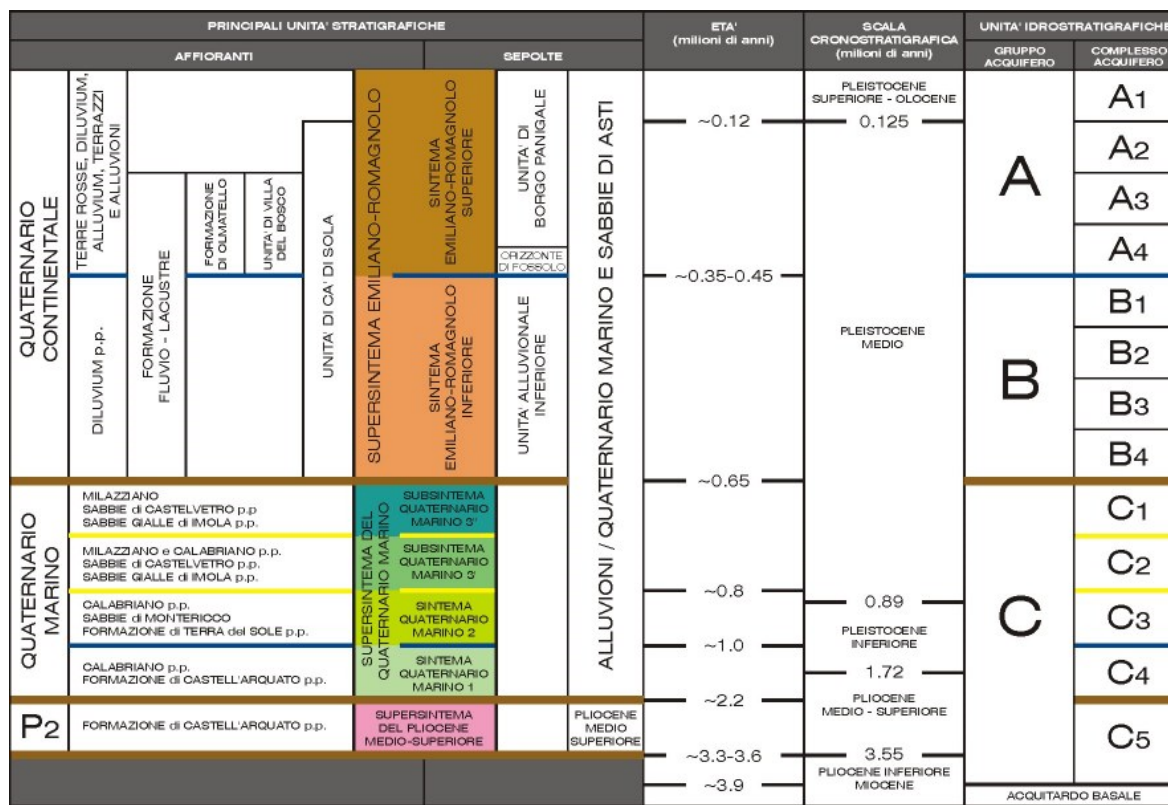 PRINCIPALI UNITA' STRATIGRAFICHE
AFFIORANTI
SEPOLTE
ETA'
(milioni di anni)
SCALA
CRONOSTRATIGRAFICA
(milioni di anni)
UNITA' IDROSTRATIGRAFICHE
GRUPPO
ACQUIFERO
COMPLESSO
ACQUIFERO
QUATERNARIO
CONTINENTALE
TERRE ROSSE, DILUVIUM,
ALLUVIUM, TERRAZZI
E ALLUVIONI
DILUVIUM p.p.
FORMAZIONE
FLUVIO - LACUSTRE
FORMAZIONE
DI OLMATELLO
UNITA' DI VILLA
DEL BOSCO
UNITA' DI CA' DI SOLA
SUPERSINTEMA EMILIANO-ROMAGNOLO
SINTEMA
EMILIANO-ROMAGNOLO
SUPERIORE
SINTEMA
EMILIANO-ROMAGNOLO
INFERIORE
UNITA' DI
BORGO PANIGALE
ORIZZONTE
DI FOSSOLO
UNITA' ALLUVIONALE
INFERIORE
ALLUVIONI / QUATERNARIO MARINO E SABBIE DI ASTI
QUATERNARIO
MARINO
MILAZZIANO
SABBIE di CASTELVETRO p.p
SABBIE GIALLE di IMOLA p.p.
MILAZZIANO e CALABRIANO p.p.
SABBIE di CASTELVETRO p.p.
SABBIE GIALLE di IMOLA p.p.
CALABRIANO p.p.
SABBIE di MONTERICCO
FORMAZIONE di TERRA del SOLE p.p.
CALABRIANO p.p.
FORMAZIONE di CASTELL'ARQUATO p.p.
SUPERSINTEMA DEL
QUATERNARIO MARINO
SUBSINTEMA
QUATERNARIO
MARINO 3"
SUBSINTEMA
QUATERNARIO
MARINO 3'
SINTEMA
QUATERNARIO
MARINO 2
SINTEMA
QUATERNARIO
MARINO 1
P2
FORMAZIONE di CASTELL'ARQUATO p.p.
SUPERSINTEMA
DEL PLIOCENE
MEDIO-SUPERIORE
PLIOCENE
MEDIO
SUPERIORE
~0.12
~0.35-0.45
~0.65
~0.8
~1.0
~2.2
~3.3-3.6
~3.9
PLEISTOCENE
SUPERIORE - OLOCENE
0.125
PLEISTOCENE
MEDIO
0.89
PLEISTOCENE
INFERIORE
1.72
PLIOCENE
MEDIO - SUPERIORE
3.55
PLIOCENE INFERIORE
MIOCENE
A
B
C
A1
A2
A3
A4
B1
B2
B3
B4
C1
C2
C3
C4
C5
ACQUITARDO BASALE